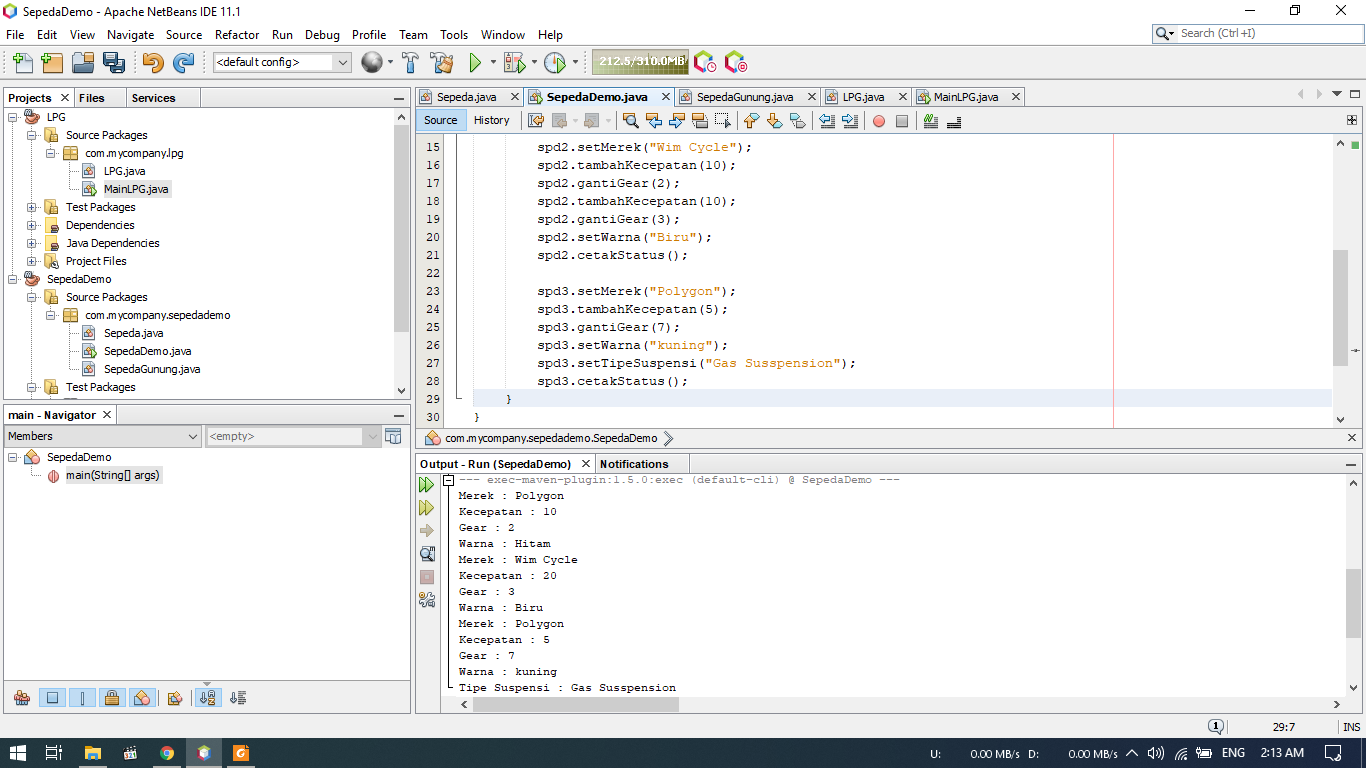 SepedaDemo - Apache NetBeans IDE 11.1
File Edit View Navigate Source Refactor Run Debug Profile Team Tools Window Help
Search (Ctrl+I)
<default config>
212.5/310.0MB
Projects Files Services
LPG
Source Packages
com.mycompany.lpg
LPG.java
MainLPG.java
Test Packages
Dependencies
Java Dependencies
Project Files
SepedaDemo
Source Packages
com.mycompany.sepedademo
Sepeda.java
SepedaDemo.java
SepedaGunung.java
Test Packages
main - Navigator
Members <empty>
SepedaDemo
main(String[] args)
Sepeda.java SepedaDemo.java SepedaGunung.java LPG.java MainLPG.java
Source History
15 spd2.setMerek("Wim Cycle");
16 spd2.tambahKecepatan(10);
17 spd2.gantiGear(2);
18 spd2.tambahKecepatan(10);
19 spd2.gantiGear(3);
20 spd2.setWarna("Biru");
21 spd2.cetakStatus();
22
23 spd3.setMerek("Polygon");
24 spd3.tambahKecepatan(5);
25 spd3.gantiGear(7);
26 spd3.setWarna("kuning");
27 spd3.setTipeSuspensi("Gas Susspension");
28 spd3.cetakStatus();
29 }
30 }
com.mycompany.sepedademo.SepedaDemo
Output - Run (SepedaDemo) Notifications
--- exec-maven-plugin:1.5.0:exec (default-cli) @ SepedaDemo ---
Merek : Polygon
Kecepatan : 10
Gear : 2
Warna : Hitam
Merek : Wim Cycle
Kecepatan : 20
Gear : 3
Warna : Biru
Merek : Polygon
Kecepatan : 5
Gear : 7
Warna : kuning
Tipe Suspensi : Gas Susspension
1 29:7 INS
U: 0.00 MB/s D: 0.00 MB/s ENG 2:13 AM